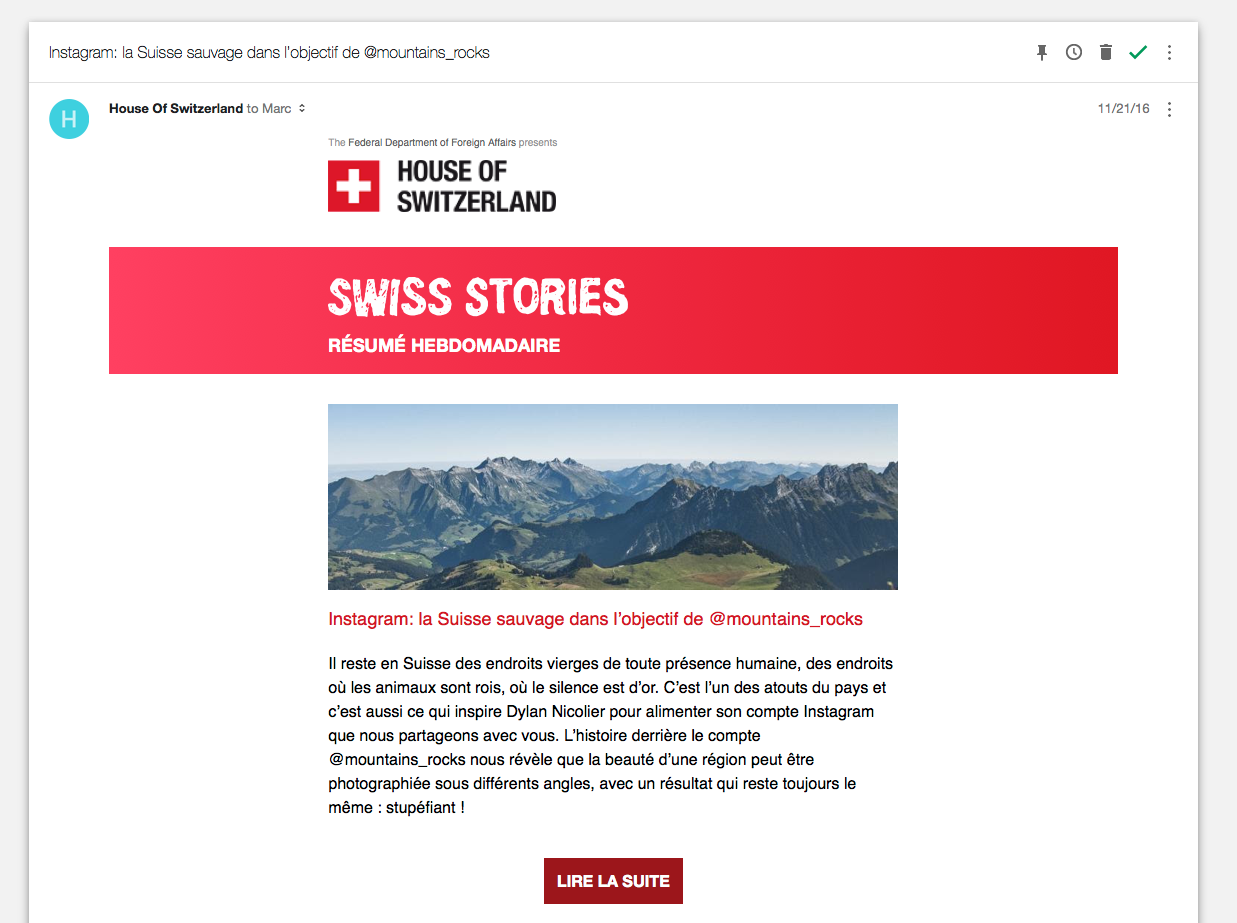 Instagram: la Suisse sauvage dans l'objectif de @mountains_rocks
H
House Of Switzerland to Marc
11/21/16
The Federal Department of Foreign Affairs presents
HOUSE OF
SWITZERLAND
SWISS STORIES
RÉSUMÉ HEBDOMADAIRE
Instagram: la Suisse sauvage dans l’objectif de @mountains_rocks
Il reste en Suisse des endroits vierges de toute présence humaine, des endroits
où les animaux sont rois, où le silence est d’or. C’est l’un des atouts du pays et
c’est aussi ce qui inspire Dylan Nicolier pour alimenter son compte Instagram
que nous partageons avec vous. L’histoire derrière le compte
@mountains_rocks nous révèle que la beauté d’une région peut être
photographiée sous différents angles, avec un résultat qui reste toujours le
même : stupéfiant !
LIRE LA SUITE